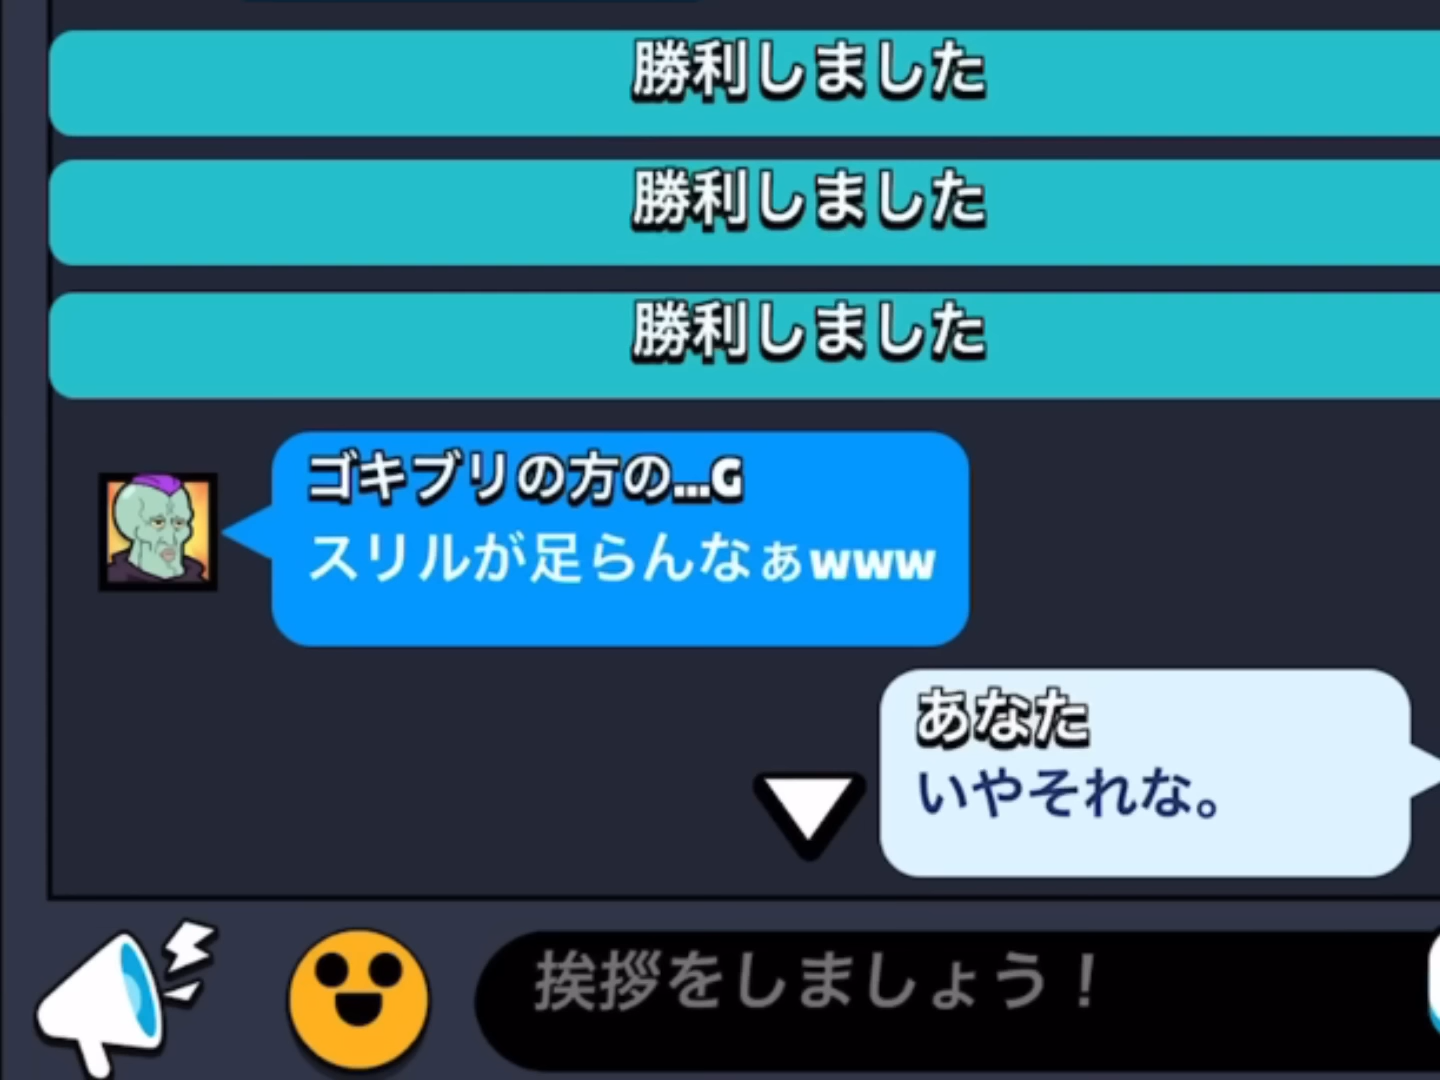 勝利しました
勝利しました
勝利しました
ゴキブリの方の...G
スリルが足らんなぁwww
あなた
いやそれな。
挨拶をしましょう！